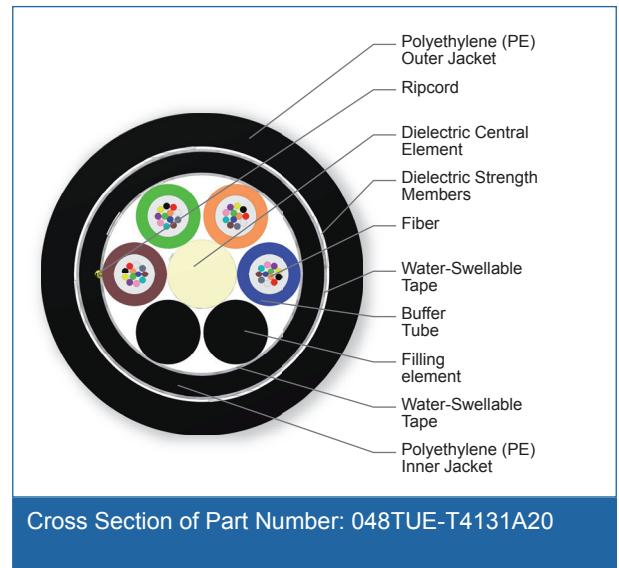 Polyethylene (PE)
Outer Jacket
Ripcord
Dielectric Central
Element
Dielectric Strength
Members
Fiber
Water-Swellable
Tape
Buffer
Tube
Filling
element
Water-Swellable
Tape
Polyethylene (PE)
Inner Jacket
Cross Section of Part Number: 048TUE-T4131A20